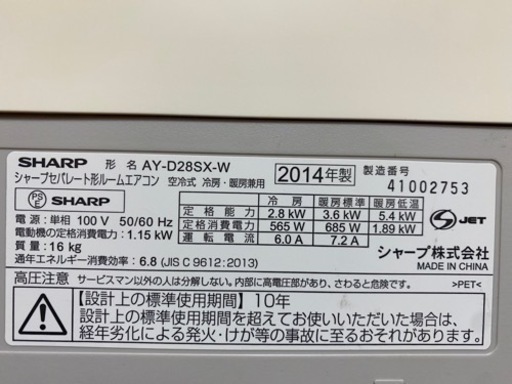 SHARP 形 名 AY-D28SX-W 2014年製 製造番号
シャープセパレート形ルームエアコン 空冷式 冷房・暖房兼用 41002753
PS E SHARP
冷 房 暖房標準 暖房低温
定 格 能 力 2.8 kW 3.6 kW 5.4 kW
電 源：単相 100 V 50/60 Hz 定格消費電力 565 W 685 W 1.89 kW
S JET
電動機の定格消費電力：1.15 kW 運 転 電 流 6.0 A 7.2 A
質 量：16 kg シャープ株式会社
通年エネルギー消費効率：6.8 (JIS C 9612:2013) MADE IN CHINA
高圧注意 サービスマン以外の人は分解しない。内部に高電圧部があり、感電の恐れがあります。 >PET<
【設計上の標準使用期間】10年
設計上の標準使用期間を超えてお使いいただいた場合は、
経年劣化による発火・けが等の事故に至るおそれがあります。